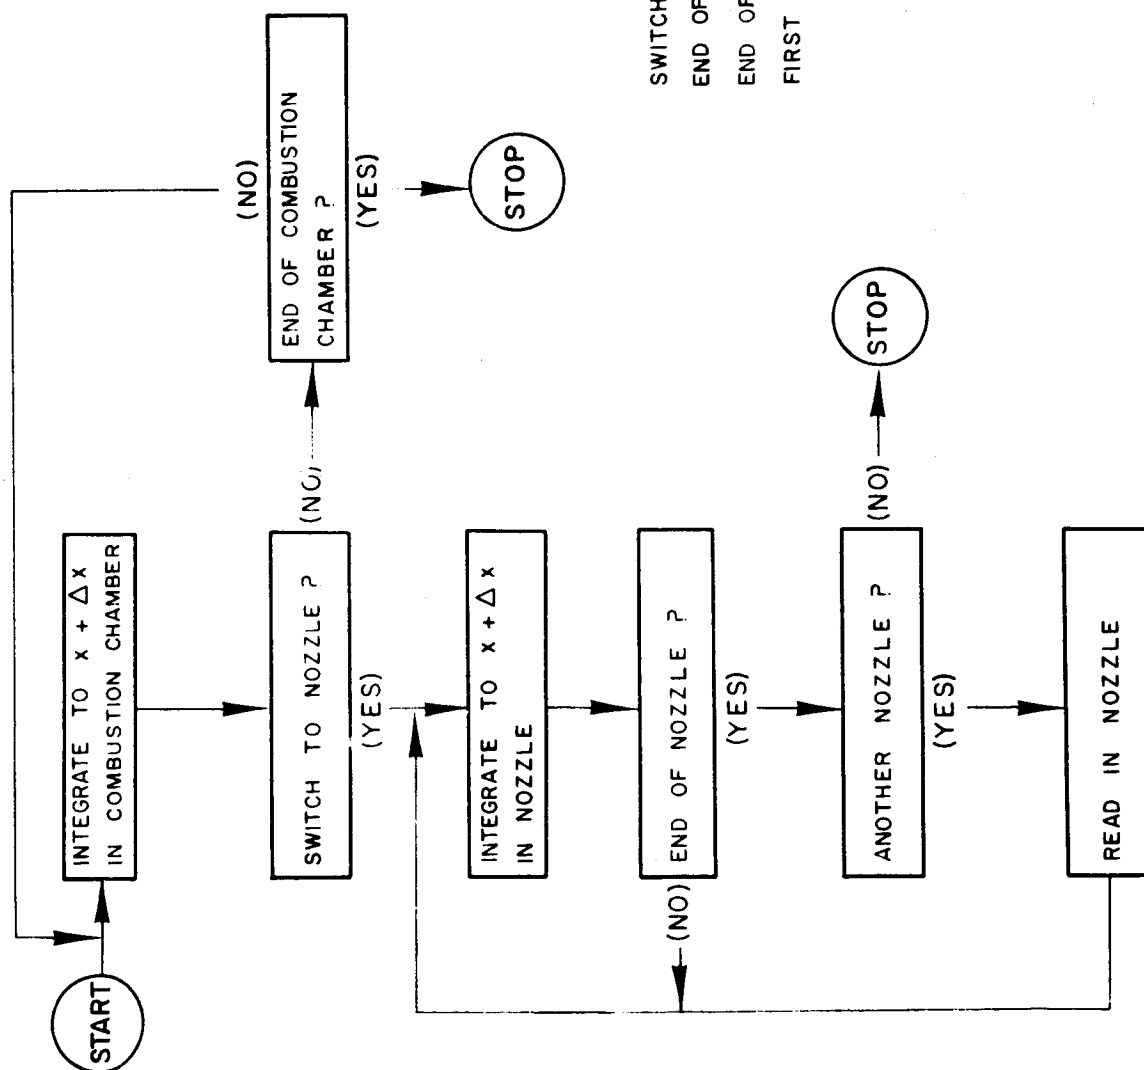 START
INTEGRATE TO x + Δx
IN COMBUSTION CHAMBER
SWITCH TO NOZZLE ?
(NO)
(YES)
END OF COMBUSTION
CHAMBER ?
(NO)
(YES)
STOP
INTEGRATE TO x + Δx
IN NOZZLE
END OF NOZZLE ?
(NO)
(YES)
ANOTHER NOZZLE ?
(NO)
STOP
(YES)
READ IN NOZZLE
SWITCH
END OF
END OF
FIRST